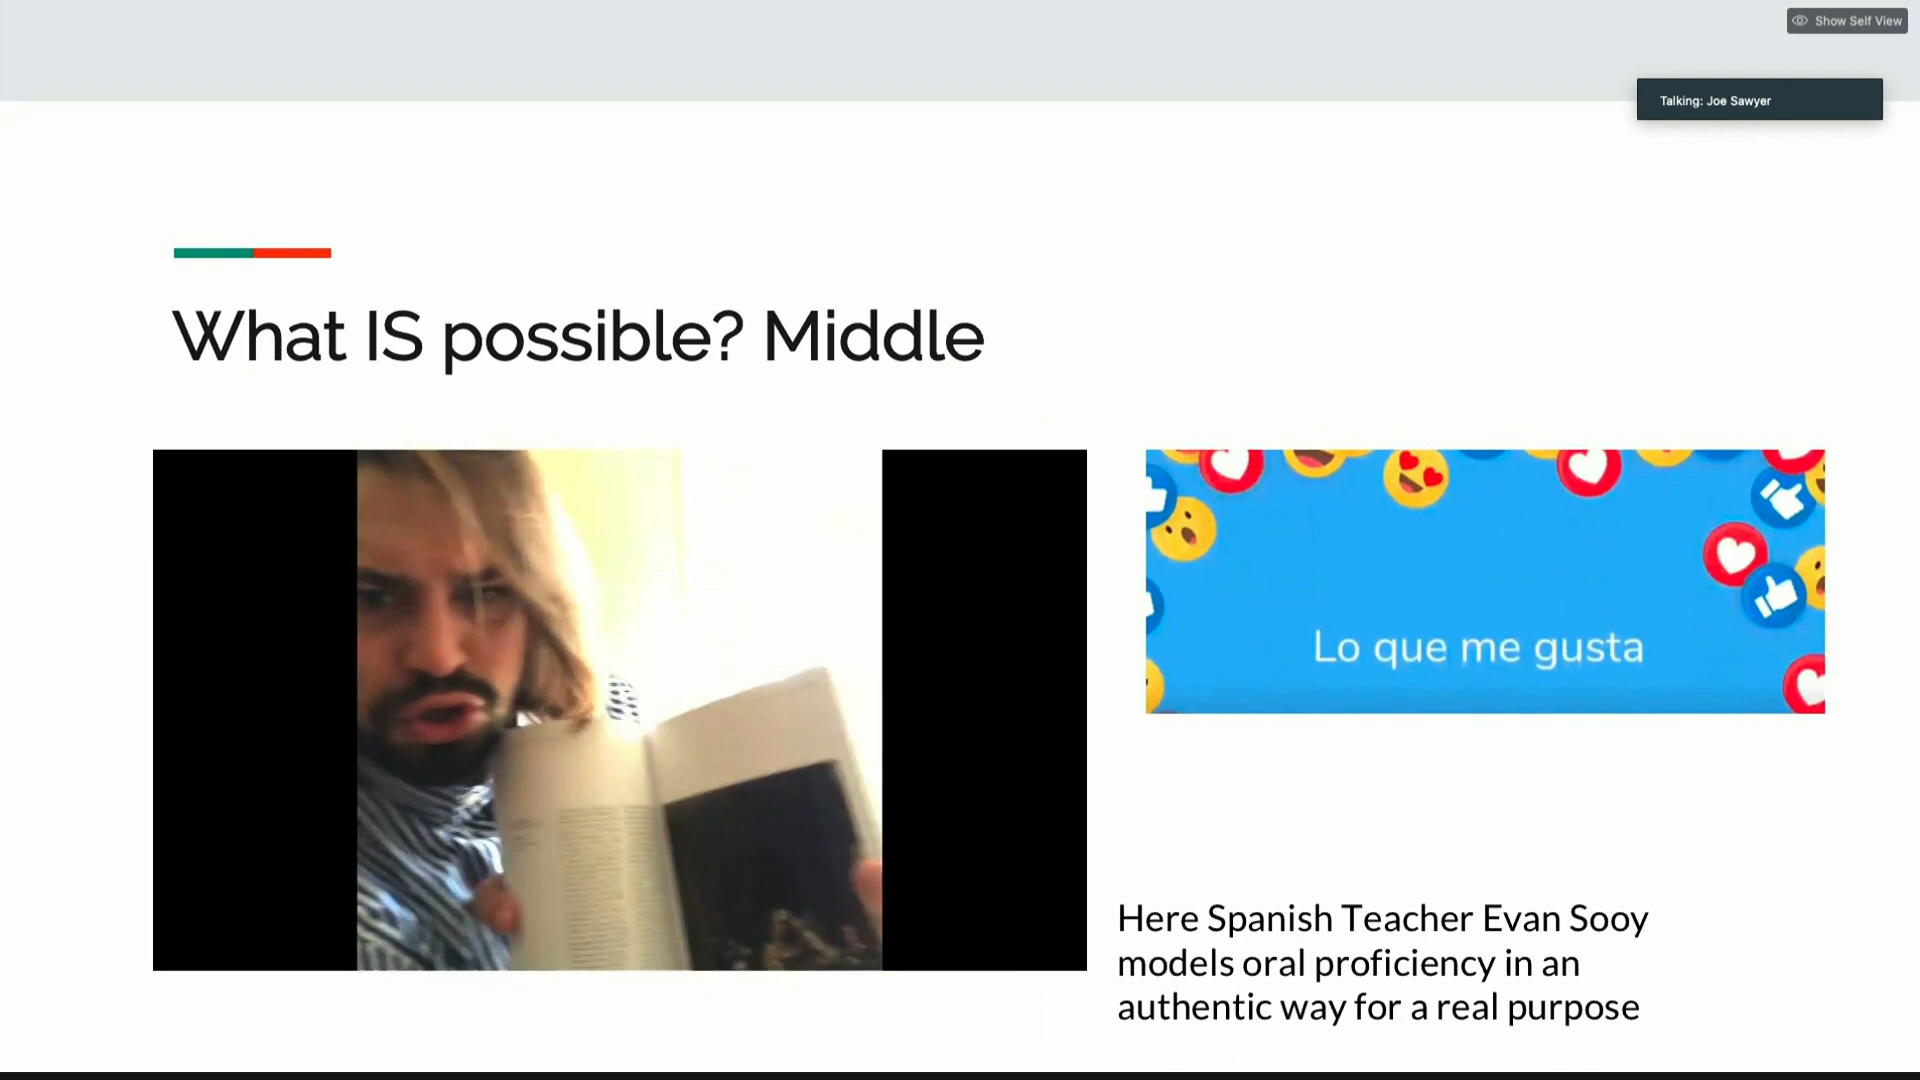 Show Self View
Talking: Joe Sawyer
What IS possible? Middle
Lo que me gusta
Here Spanish Teacher Evan Sooy
models oral proficiency in an
authentic way for a real purpose